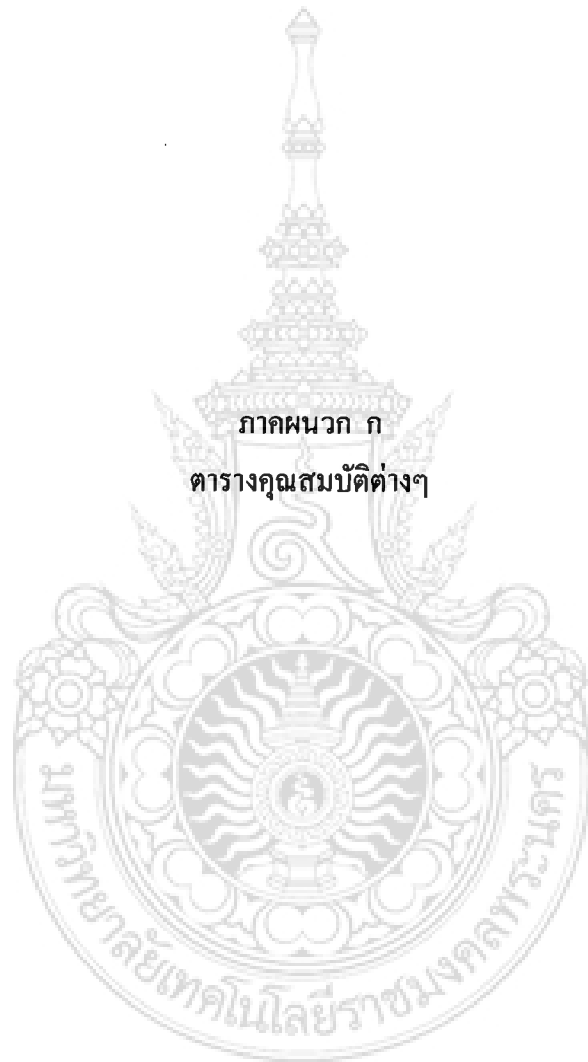 ภาคผนวก ก
ตารางคุณสมบัติต่างๆ
มหาวิทยาลัยเทคโนโลยีราชมงคลพระนคร